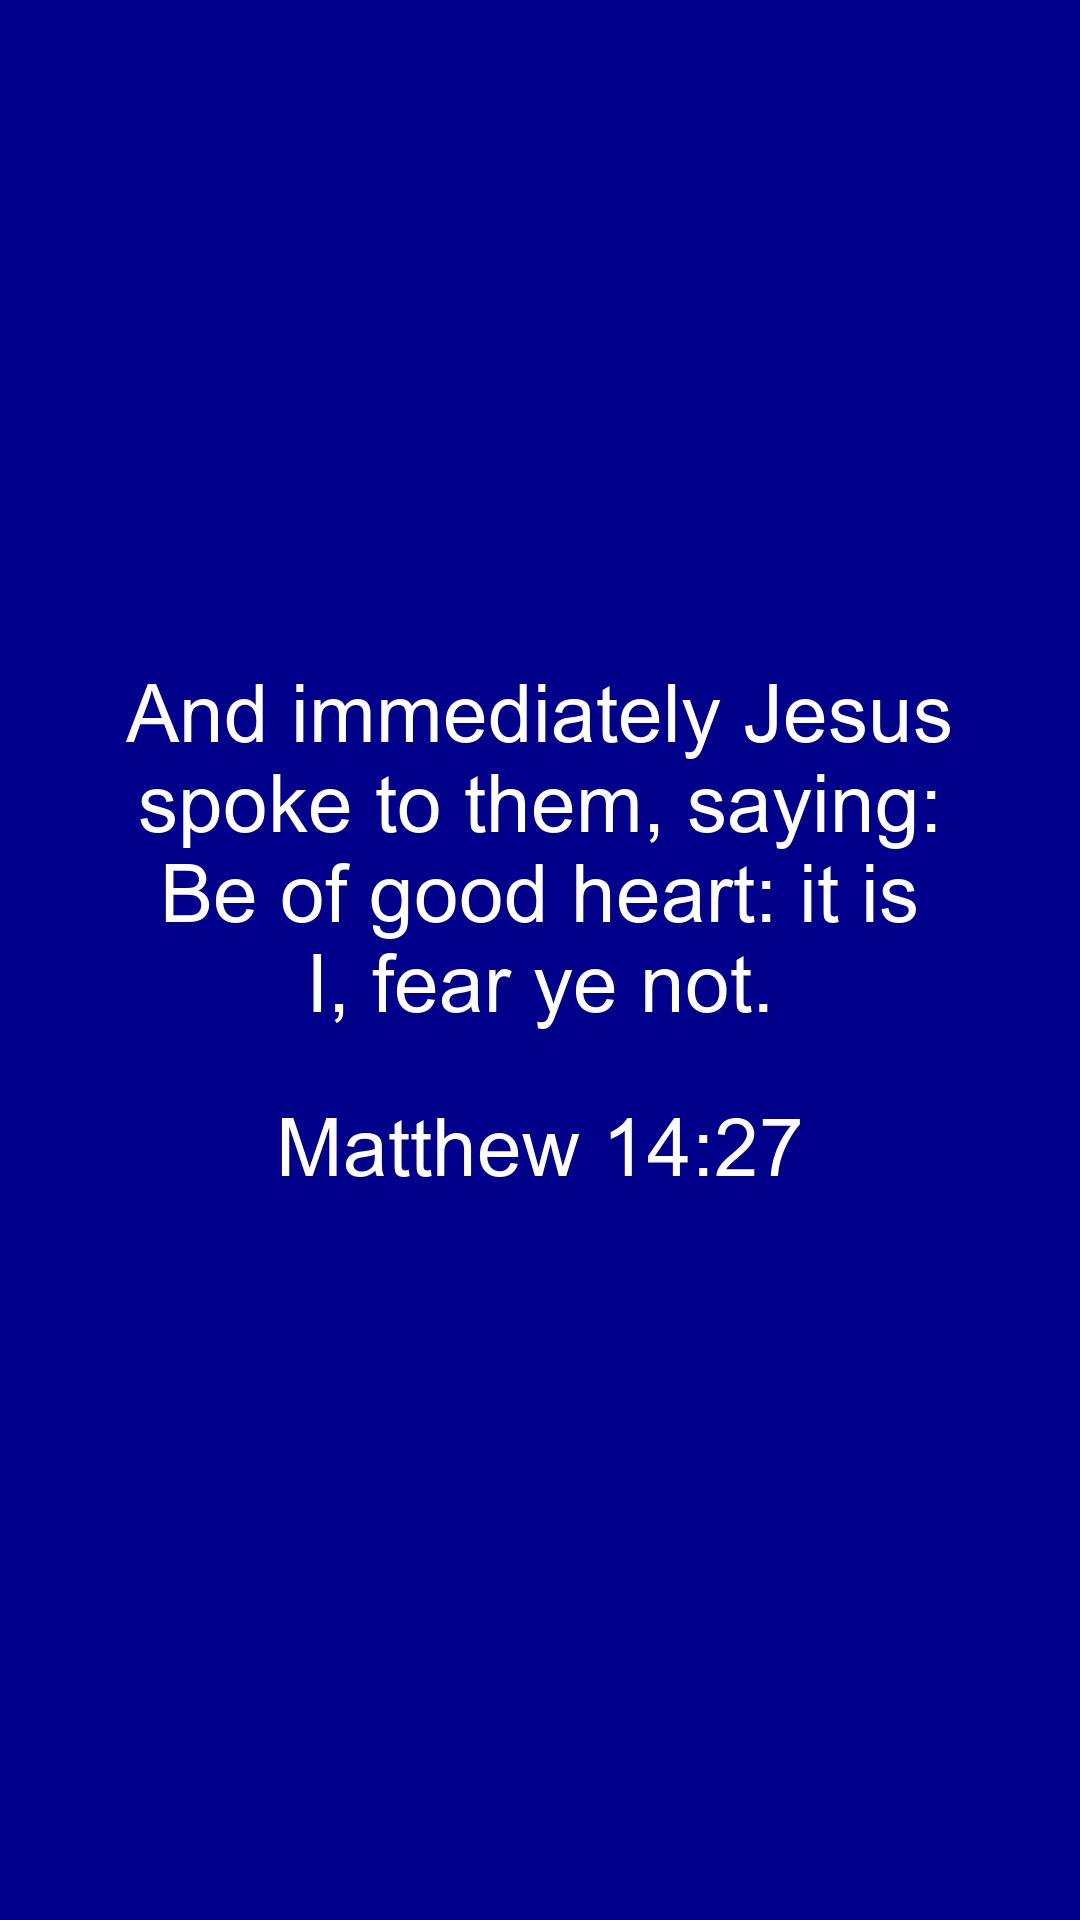 And immediately Jesus
spoke to them, saying:
Be of good heart: it is
I, fear ye not.
Matthew 14:27